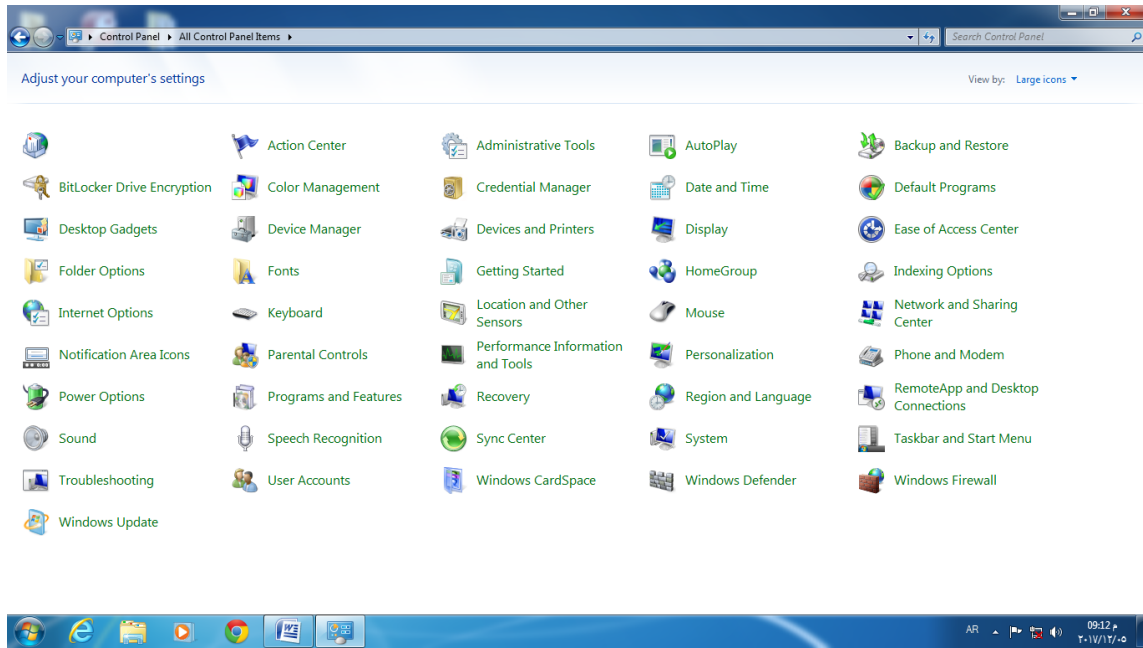 Control Panel ▸ All Control Panel Items ▸
Search Control Panel
Adjust your computer's settings
View by: Large icons
Action Center
Administrative Tools
AutoPlay
Backup and Restore
BitLocker Drive Encryption
Color Management
Credential Manager
Date and Time
Default Programs
Desktop Gadgets
Device Manager
Devices and Printers
Display
Ease of Access Center
Folder Options
Fonts
Getting Started
HomeGroup
Indexing Options
Internet Options
Keyboard
Location and Other
Sensors
Mouse
Network and Sharing
Center
Notification Area Icons
Parental Controls
Performance Information
and Tools
Personalization
Phone and Modem
Power Options
Programs and Features
Recovery
Region and Language
RemoteApp and Desktop
Connections
Sound
Speech Recognition
Sync Center
System
Taskbar and Start Menu
Troubleshooting
User Accounts
Windows CardSpace
Windows Defender
Windows Firewall
Windows Update
AR
09:12 م
٢٠١٧/١٢/٠٥